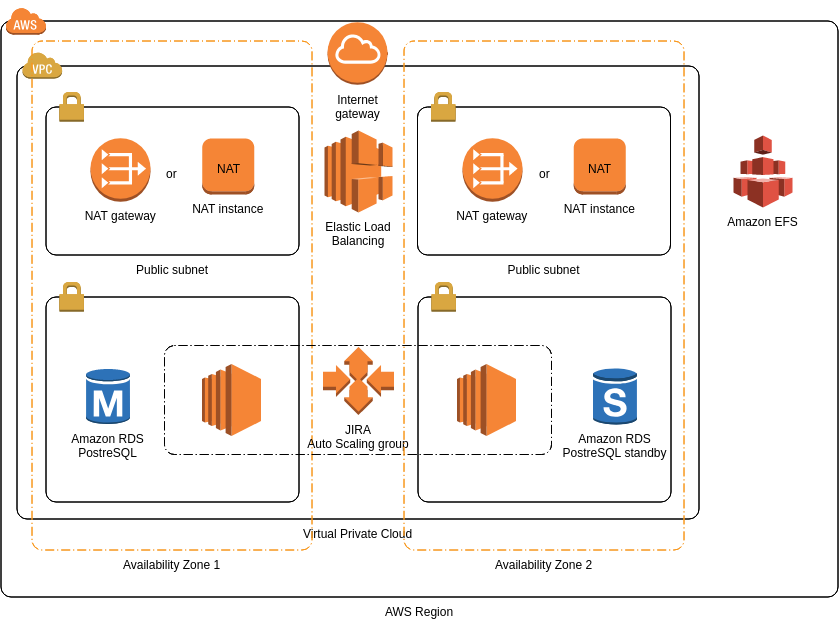 AWS
VPC
Internet
gateway
NAT
or
NAT gateway
NAT instance
Elastic Load
Balancing
NAT
or
NAT gateway
NAT instance
Amazon EFS
Public subnet
Public subnet
M
Amazon RDS
PostreSQL
JIRA
Auto Scaling group
S
Amazon RDS
PostreSQL standby
Virtual Private Cloud
Availability Zone 1
Availability Zone 2
AWS Region